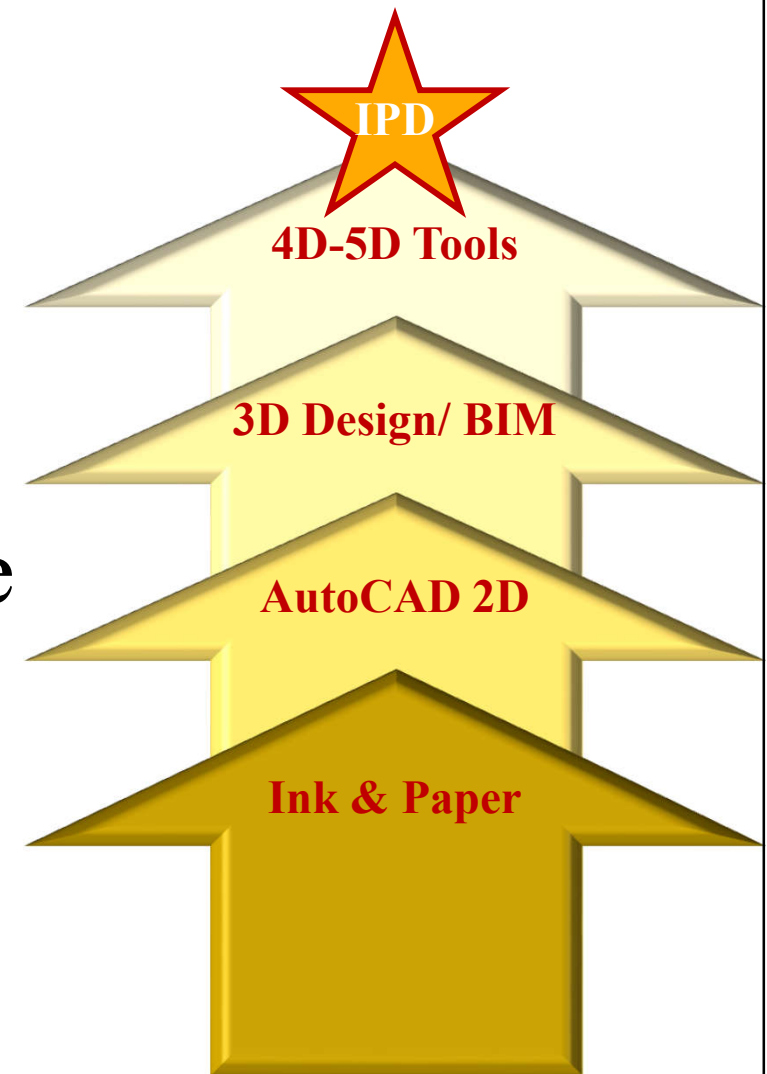 IPD
4D-5D Tools
3D Design/ BIM
e
AutoCAD 2D
Ink & Paper